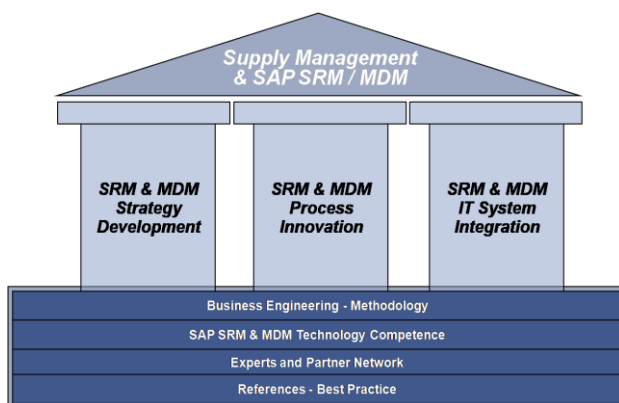 Supply Management
& SAP SRM / MDM
SRM & MDM
Strategy
Development
SRM & MDM
Process
Innovation
SRM & MDM
IT System
Integration
Business Engineering - Methodology
SAP SRM & MDM Technology Competence
Experts and Partner Network
References - Best Practice